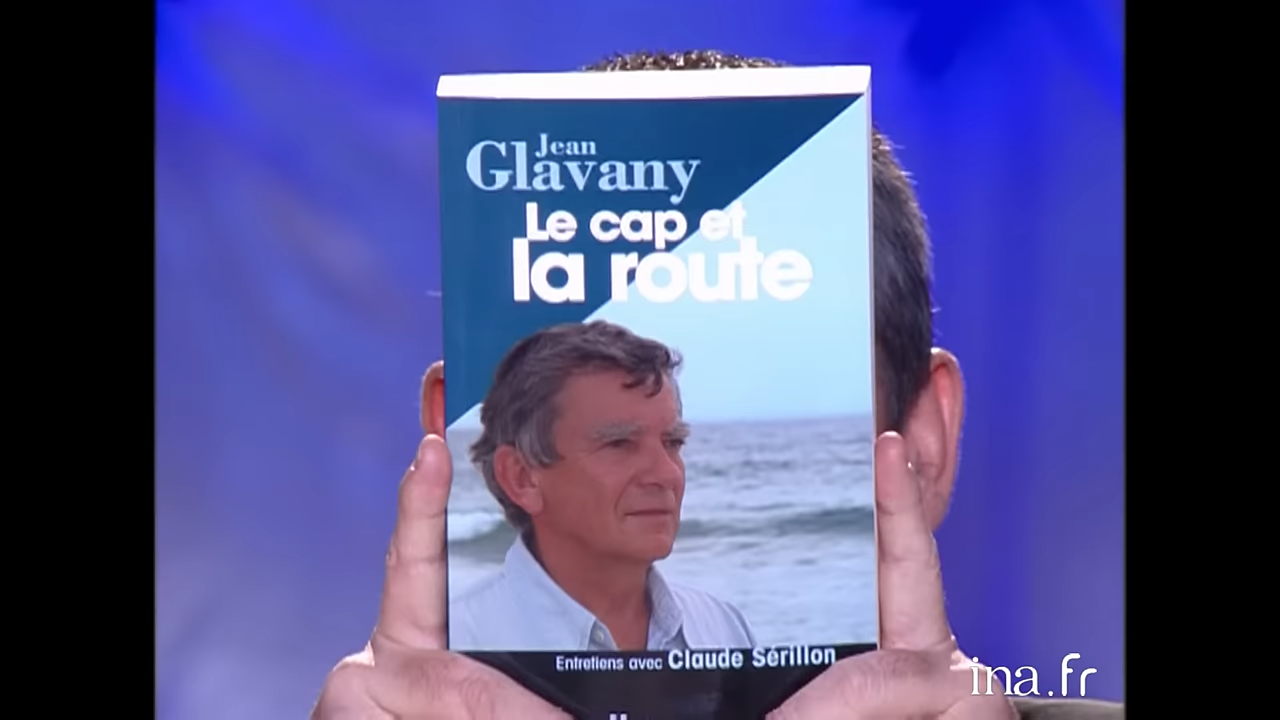 Jean
Glavany
Le cap et
la route
Entretiens avec Claude Sérillon
ina.fr